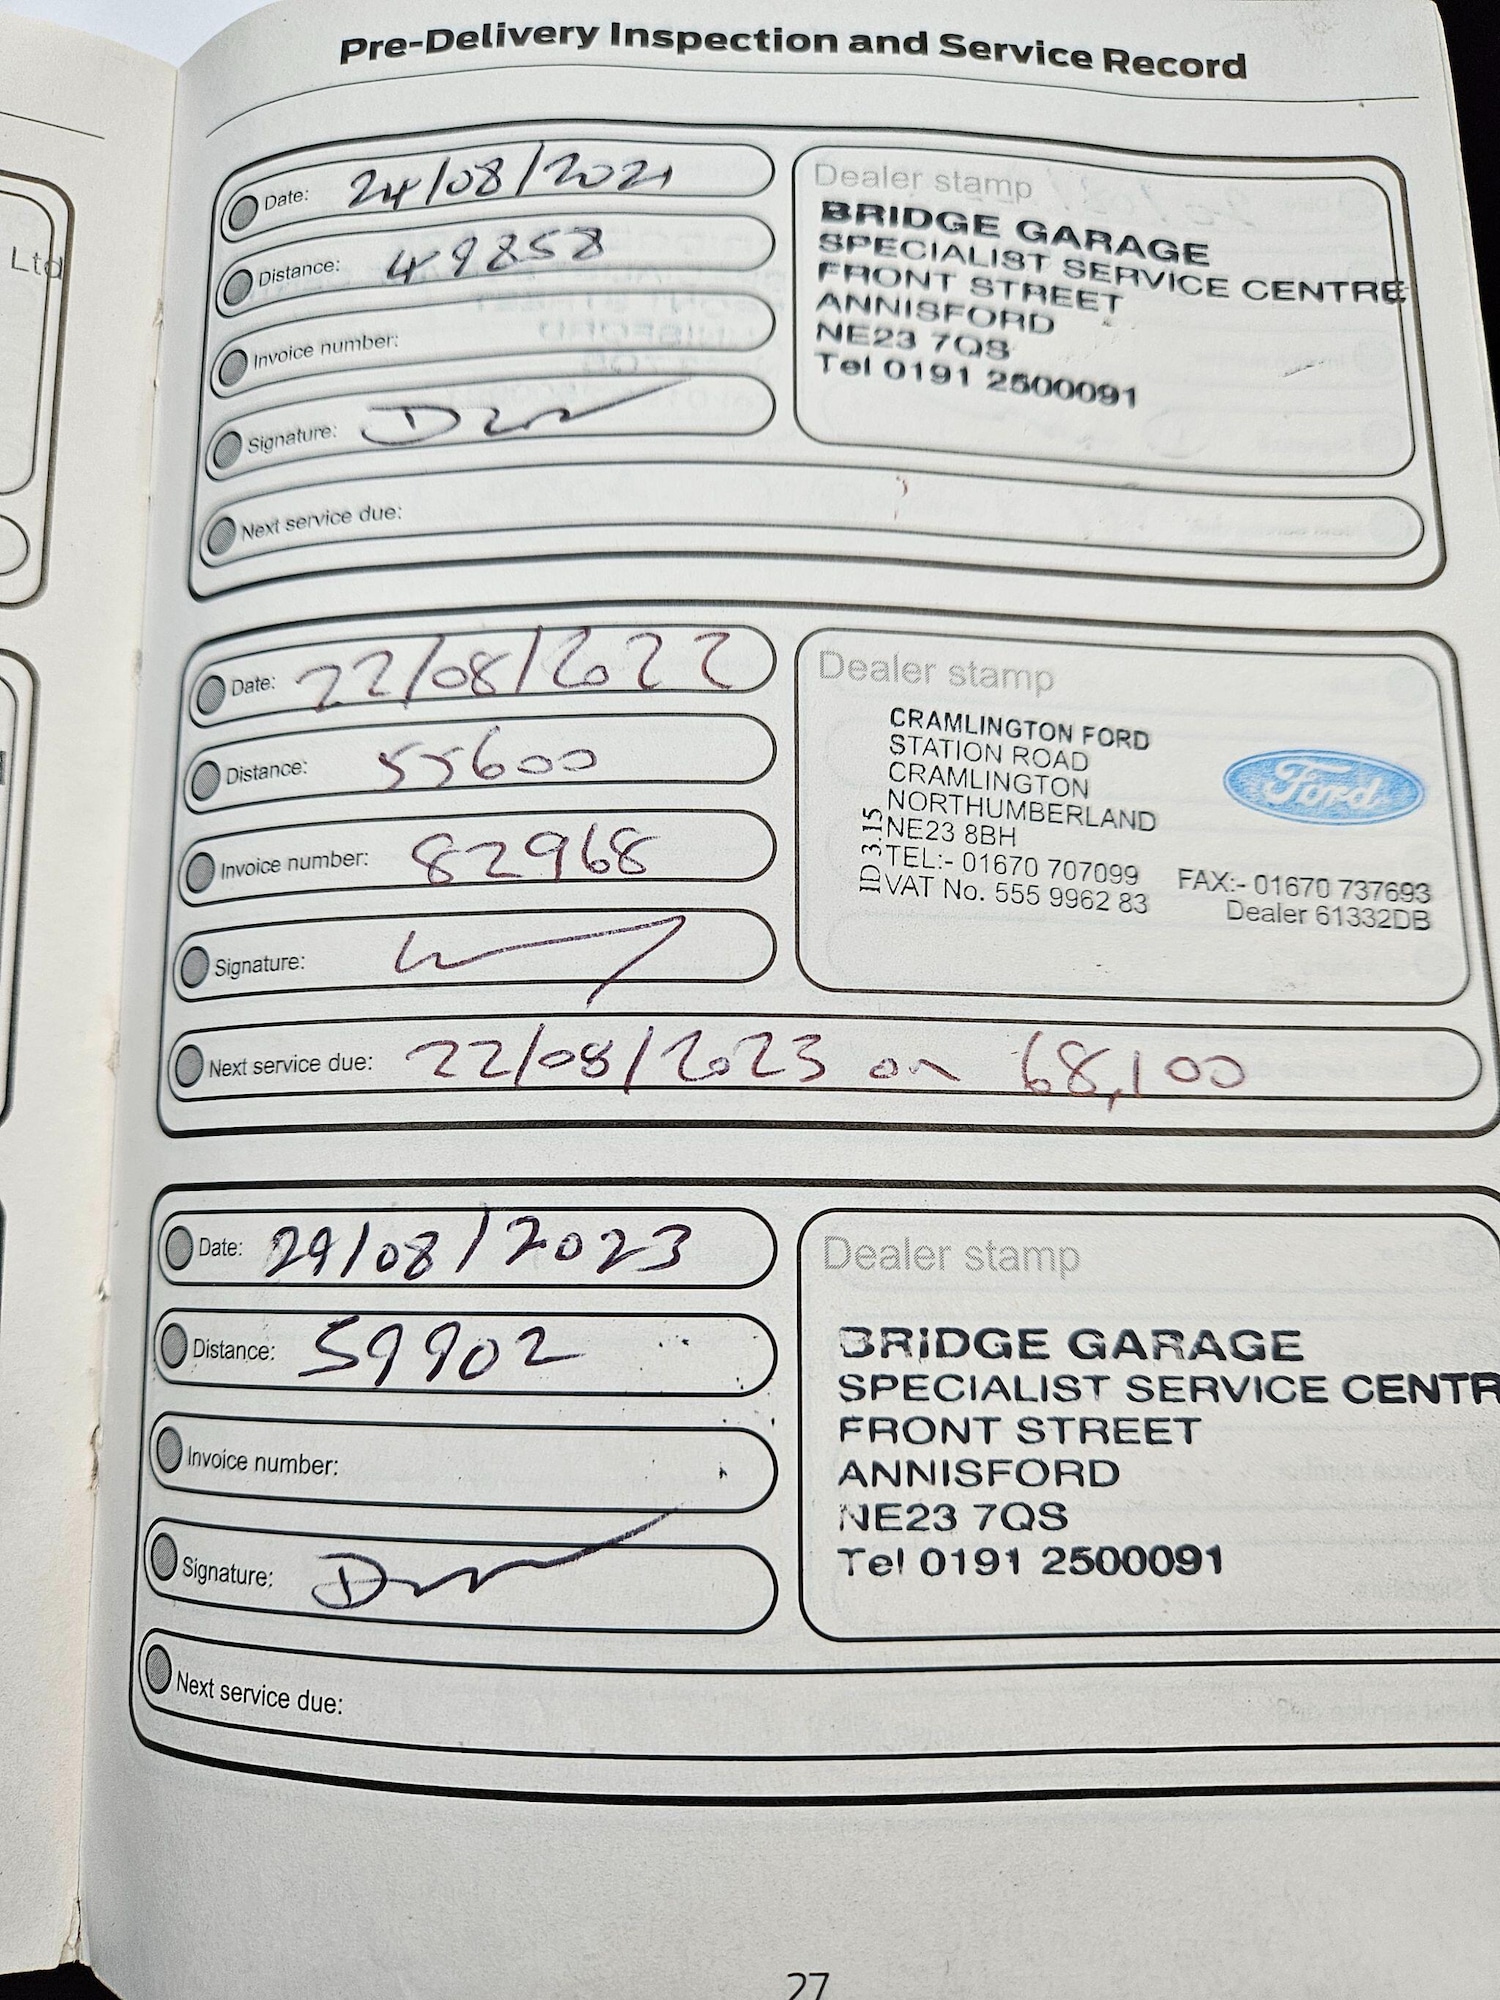 Pre-Delivery Inspection and Service Record
Ltd
Date: 24/08/2021
Distance: 49858
Invoice number:
Signature:
Next service due:
Dealer stamp
BRIDGE GARAGE
SPECIALIST SERVICE CENTRE
FRONT STREET
ANNISFORD
NE23 7QS
Tel 0191 2500091
Date: 22/08/2022
Distance: 55600
Invoice number: 82968
Signature:
Next service due: 22/08/2023 on 68,100
Dealer stamp
CRAMLINGTON FORD
STATION ROAD
CRAMLINGTON
NORTHUMBERLAND
NE23 8BH
TEL:- 01670 707099 FAX:- 01670 737693
VAT No. 555 9962 83 Dealer 61332DB
ID 3.15
Ford
Date: 29/08/2023
Distance: 59902
Invoice number:
Signature:
Next service due:
Dealer stamp
BRIDGE GARAGE
SPECIALIST SERVICE CENTR
FRONT STREET
ANNISFORD
NE23 7QS
Tel 0191 2500091
27